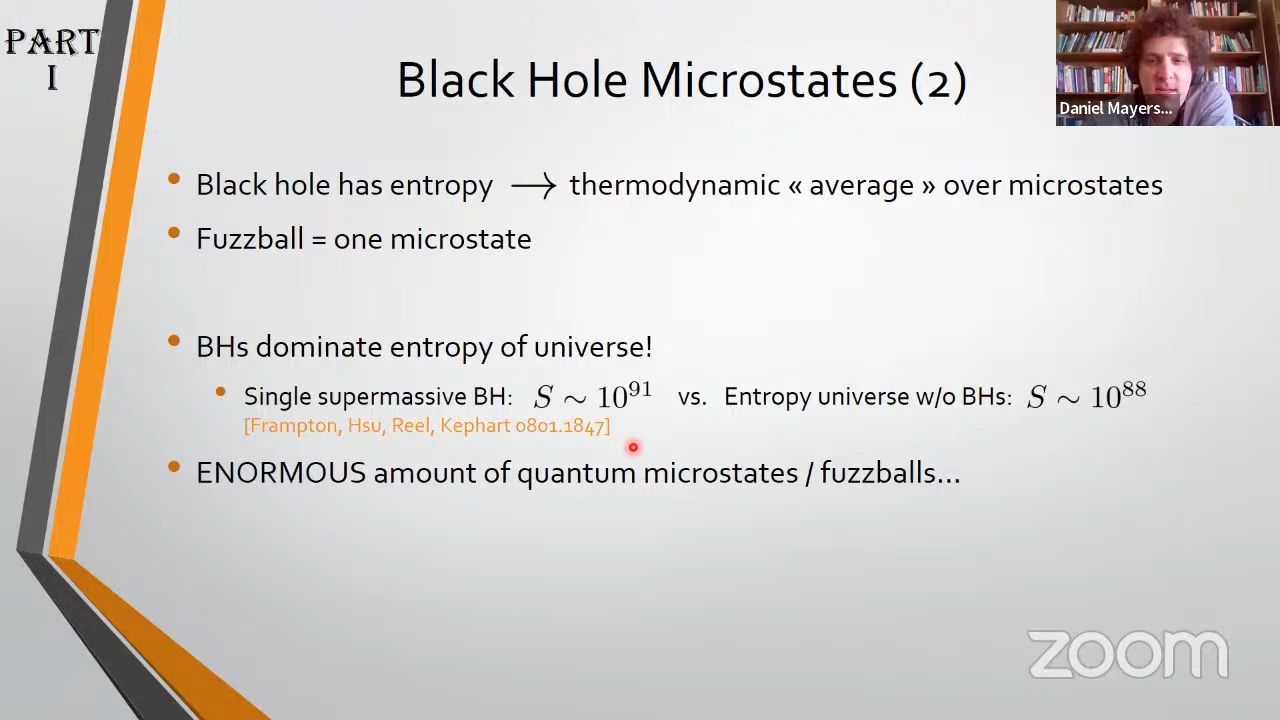 PART
I
Black Hole Microstates (2)
Daniel Mayers...
• Black hole has entropy ⟶ thermodynamic « average » over microstates
• Fuzzball = one microstate
• BHs dominate entropy of universe!
• Single supermassive BH: S ∼ 10^91 vs. Entropy universe w/o BHs: S ∼ 10^88
[Frampton, Hsu, Reel, Kephart 0801.1847]
• ENORMOUS amount of quantum microstates / fuzzballs...
zoom